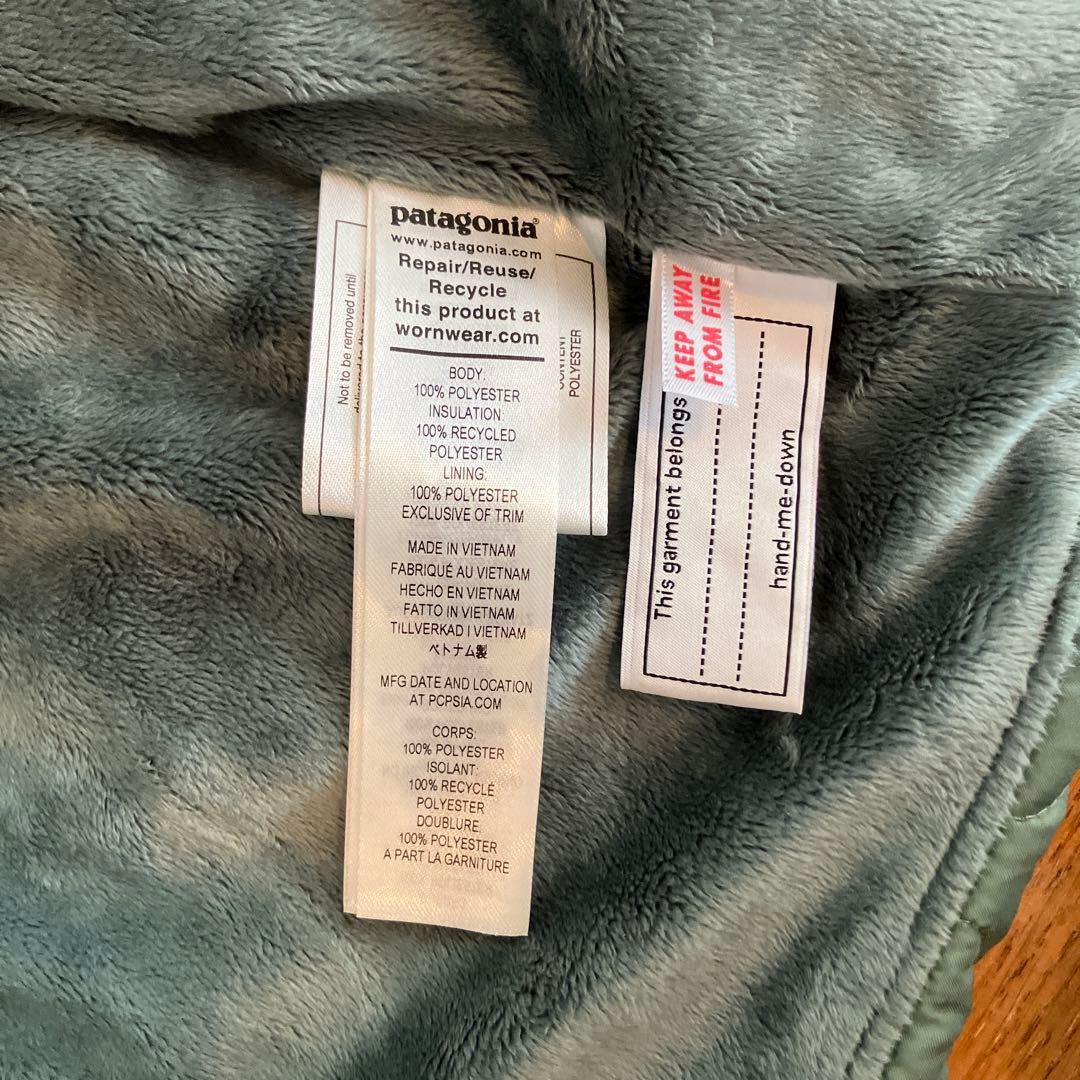 patagonia®
www.patagonia.com
Repair/Reuse/
Recycle
this product at
wornwear.com
BODY:
100% POLYESTER
INSULATION:
100% RECYCLED
POLYESTER
LINING:
100% POLYESTER
EXCLUSIVE OF TRIM
MADE IN VIETNAM
FABRIQUÉ AU VIETNAM
HECHO EN VIETNAM
FATTO IN VIETNAM
TILLVERKAD I VIETNAM
ベトナム製
MFG DATE AND LOCATION
AT PCPSIA.COM
CORPS:
100% POLYESTER
ISOLANT:
100% RECYCLÉ
POLYESTER
DOUBLURE:
100% POLYESTER
A PART LA GARNITURE
Not to be removed until
delivered to the
CONTENT
POLYESTER
KEEP AWAY
FROM FIRE
This garment belongs
hand-me-down